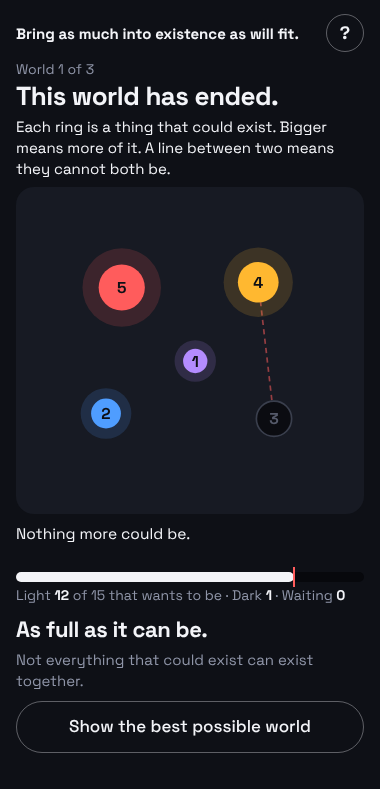 Bring as much into existence as will fit.
?
World 1 of 3
This world has ended.
Each ring is a thing that could exist. Bigger
means more of it. A line between two means
they cannot both be.
5
4
1
2
3
Nothing more could be.
Light 12 of 15 that wants to be · Dark 1 · Waiting 0
As full as it can be.
Not everything that could exist can exist
together.
Show the best possible world